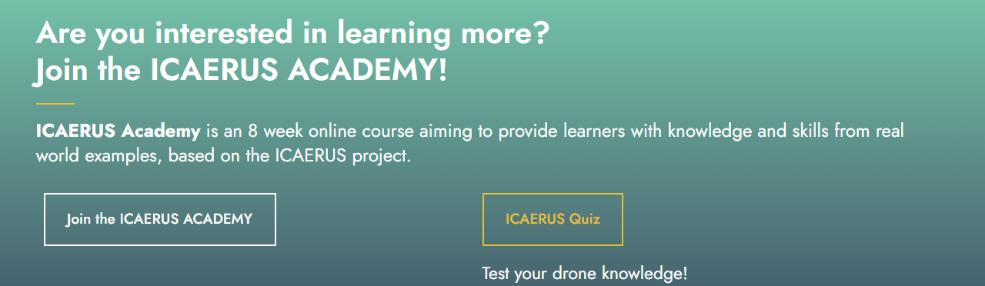 Are you interested in learning more?
Join the ICAERUS ACADEMY!
ICAERUS Academy is an 8 week online course aiming to provide learners with knowledge and skills from real
world examples, based on the ICAERUS project.
Join the ICAERUS ACADEMY
ICAERUS Quiz
Test your drone knowledge!